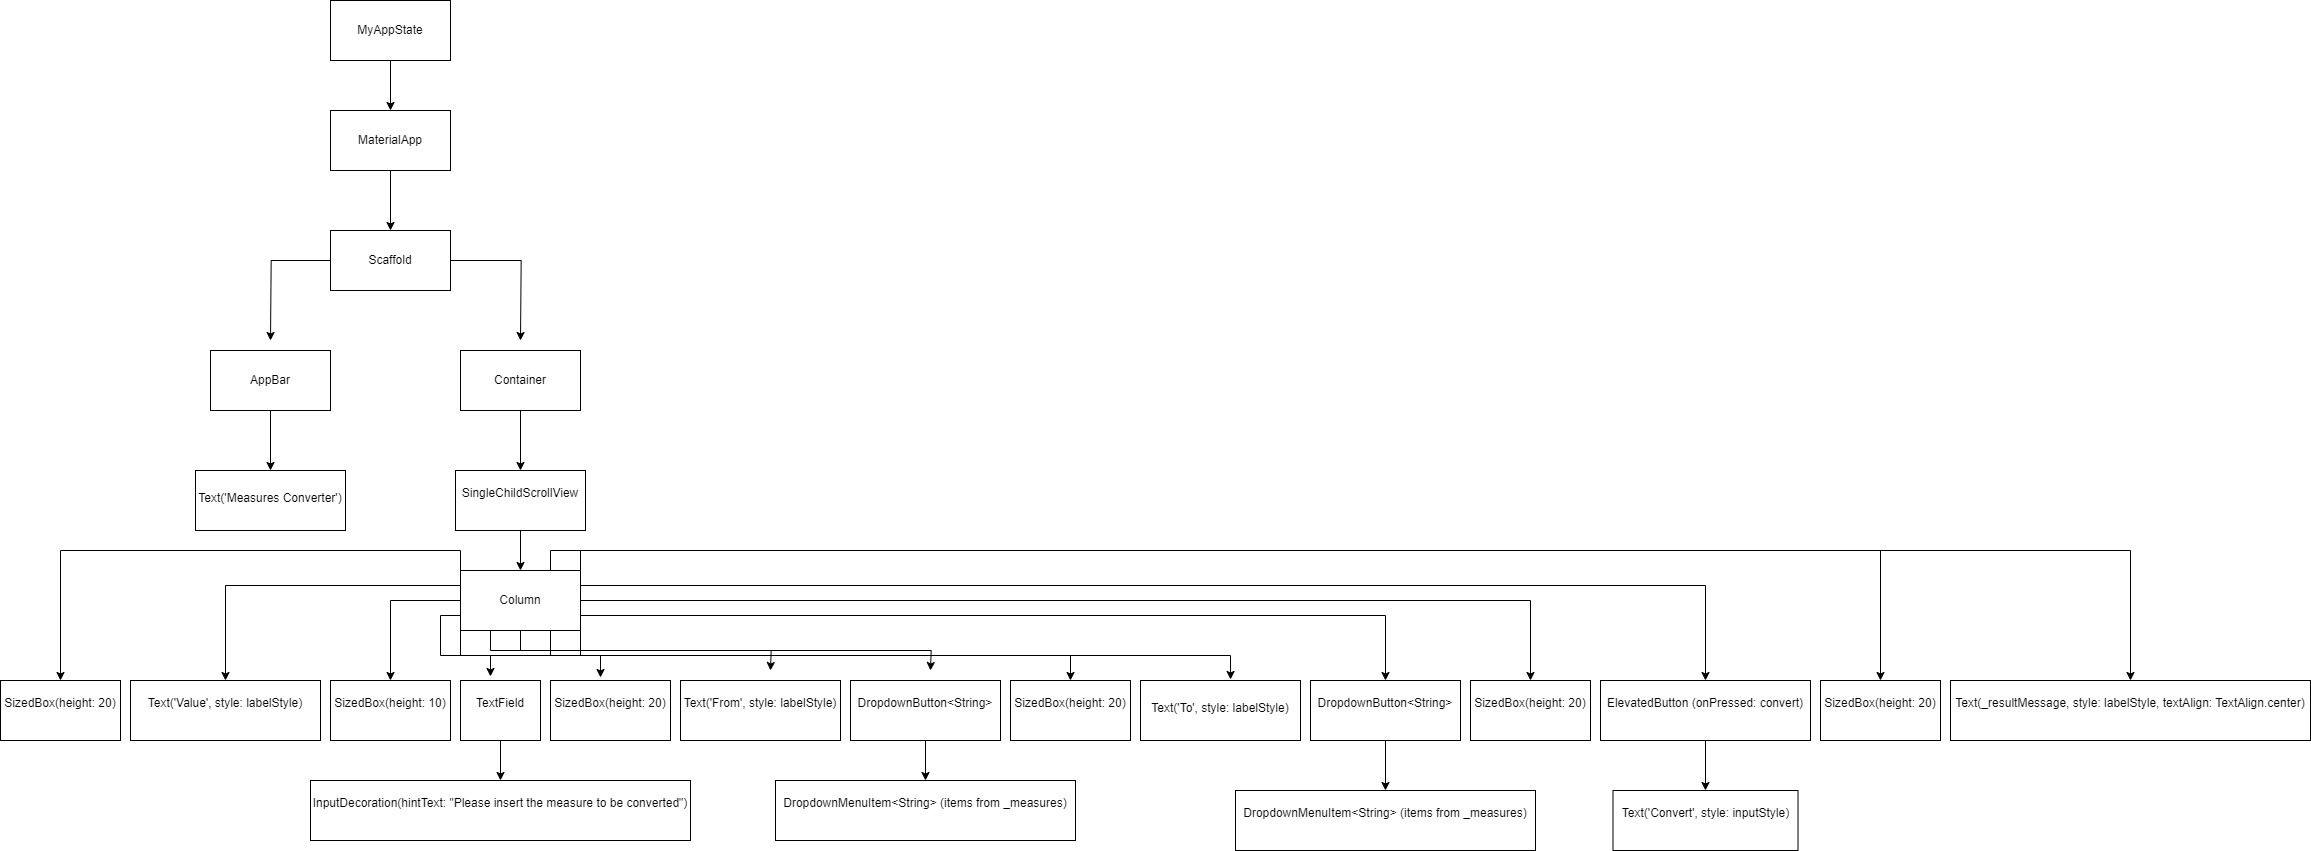 MyAppState
MaterialApp
Scaffold
AppBar
Container
Text('Measures Converter')
SingleChildScrollView
Column
SizedBox(height: 20)
Text('Value', style: labelStyle)
SizedBox(height: 10)
TextField
SizedBox(height: 20)
Text('From', style: labelStyle)
DropdownButton<String>
SizedBox(height: 20)
Text('To', style: labelStyle)
DropdownButton<String>
SizedBox(height: 20)
ElevatedButton (onPressed: convert)
SizedBox(height: 20)
Text(_resultMessage, style: labelStyle, textAlign: TextAlign.center)
InputDecoration(hintText: "Please insert the measure to be converted")
DropdownMenuItem<String> (items from _measures)
DropdownMenuItem<String> (items from _measures)
Text('Convert', style: inputStyle)